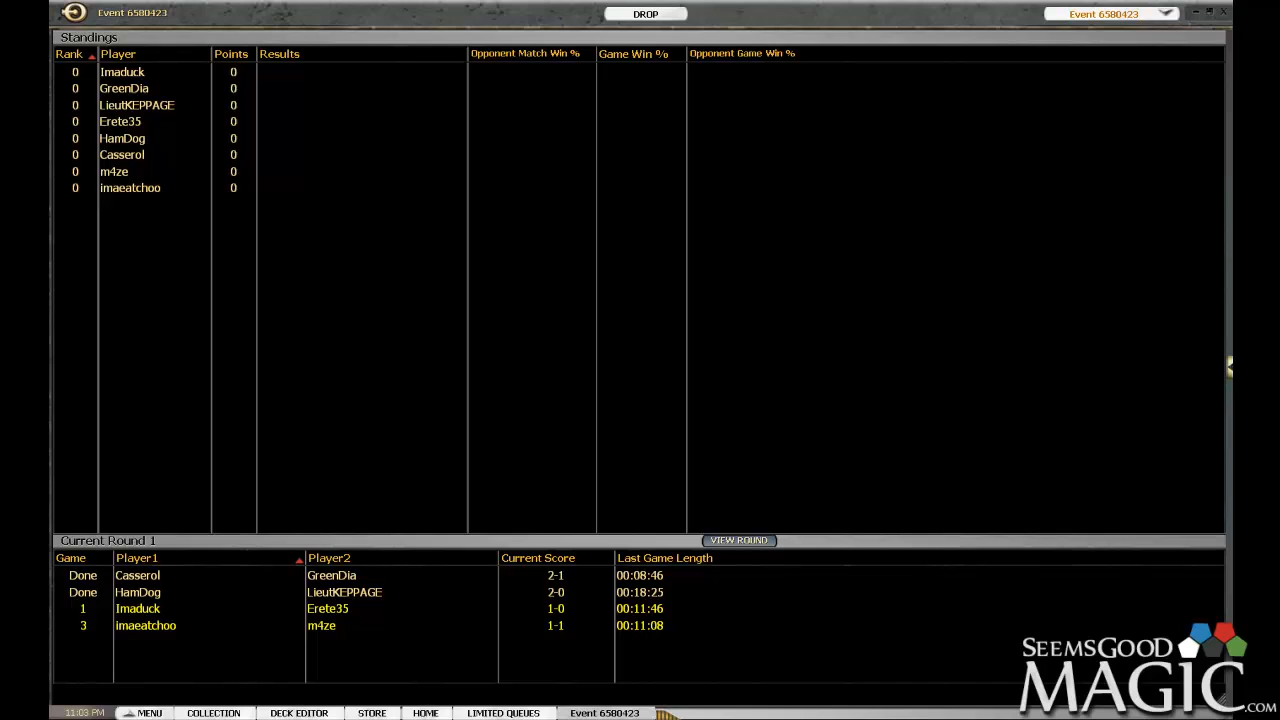 Event 6580423 DROP Event 6580423
Standings
Rank Player Points Results Opponent Match Win % Game Win % Opponent Game Win %
0 Imaduck 0
0 GreenDia 0
0 LieutKEPPAGE 0
0 Erete35 0
0 HamDog 0
0 Casserol 0
0 m4ze 0
0 imaeatchoo 0
Current Round 1 VIEW ROUND
Game Player1 Player2 Current Score Last Game Length
Done Casserol GreenDia 2-1 00:08:46
Done HamDog LieutKEPPAGE 2-0 00:18:25
1 Imaduck Erete35 1-0 00:11:46
3 imaeatchoo m4ze 1-1 00:11:08
SEEMSGOOD
MAGIC.COM
11:03 PM MENU COLLECTION DECK EDITOR STORE HOME LIMITED QUEUES Event 6580423